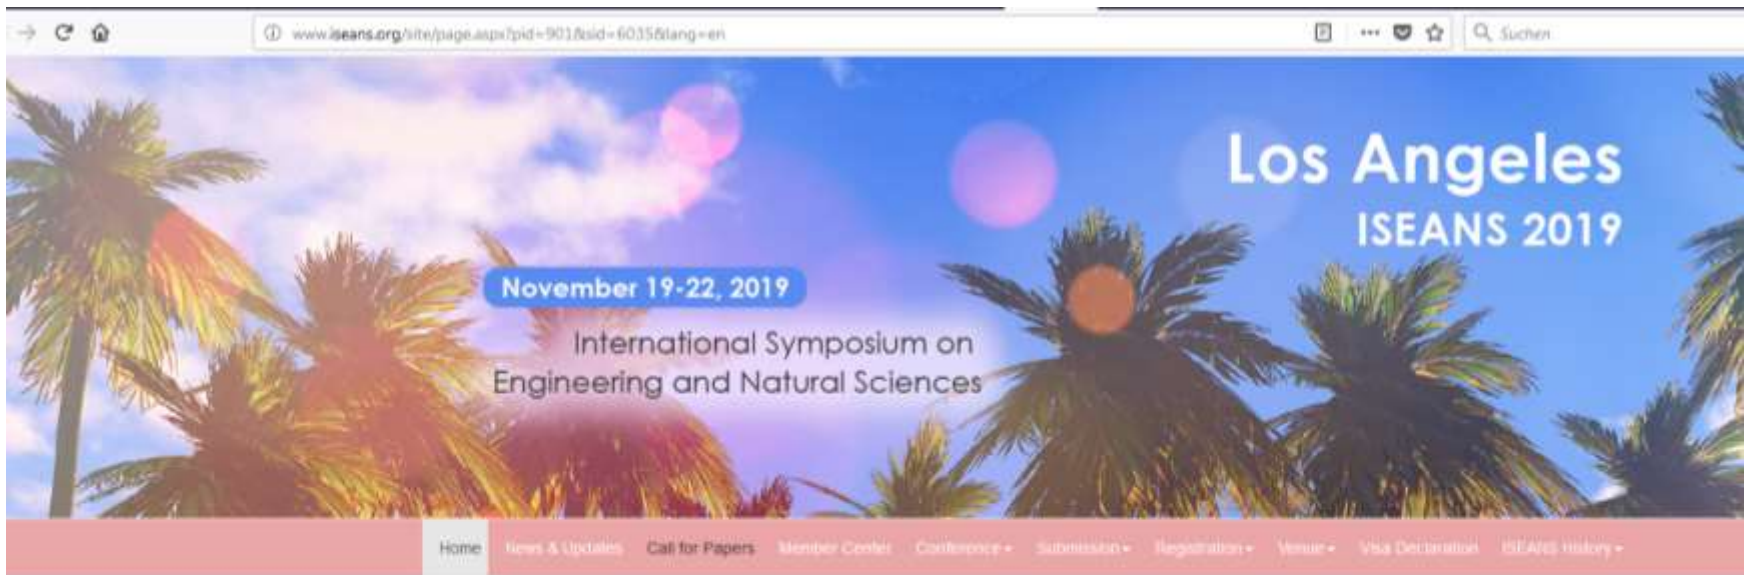 www.iseans.org/site/page.aspx?pid=901&sid=6035&lang=en
Suchen
Los Angeles
ISEANS 2019
November 19-22, 2019
International Symposium on
Engineering and Natural Sciences
Home News & Updates Call for Papers Member Center Conference Submission Registration Venue Visa Declaration ISEANS History